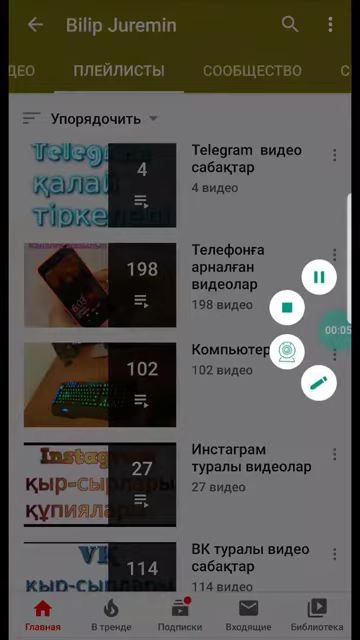 Bilip Juremin
ДЕО
ПЛЕЙЛИСТЫ
СООБЩЕСТВО
Упорядочить
Telegram
қалай
тіркеледі
4
Telegram видео
сабақтар
4 видео
198
Телефонға
арналған
видеолар
198 видео
102
Компьютер
102 видео
00:05
Instagram
қыр-сырлары
құпиялары
27
Инстаграм
туралы видеолар
27 видео
VK
қыр-сырлары
114
ВК туралы видео
сабақтар
114 видео
Главная
В тренде
Подписки
Входящие
Библиотека